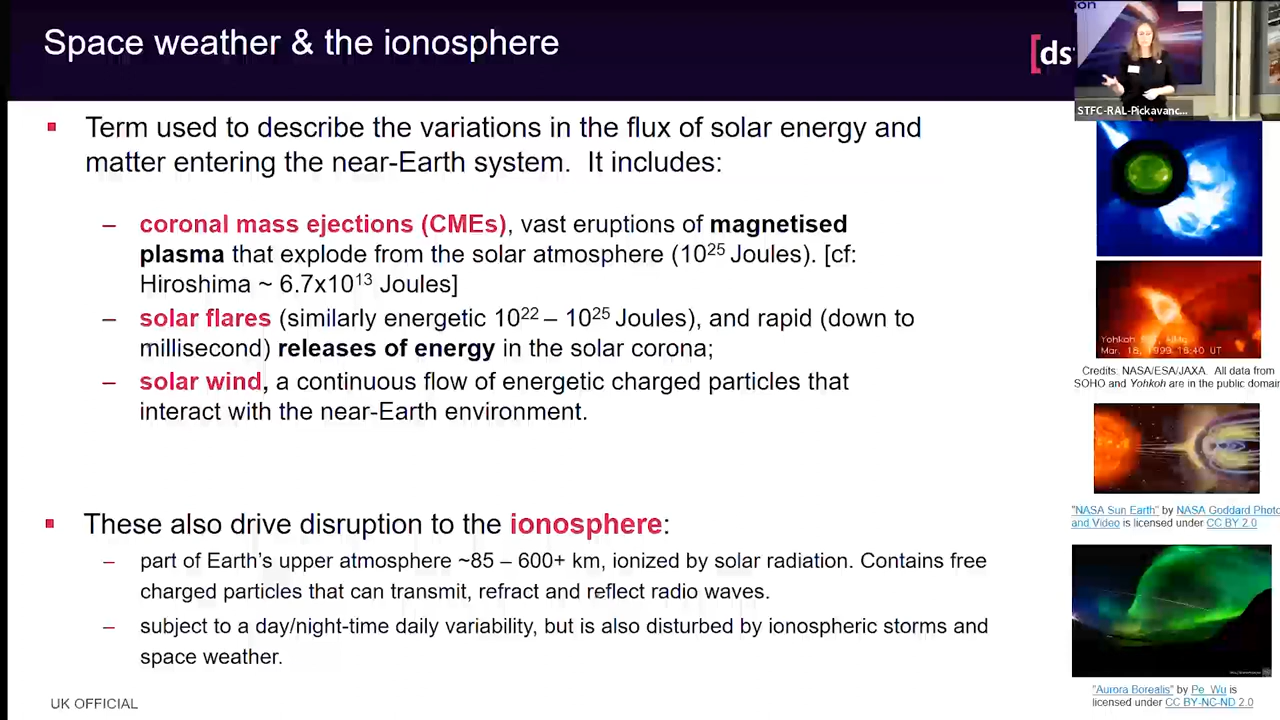 Space weather & the ionosphere
[ds
STFC-RAL-Pickavanc...
Term used to describe the variations in the flux of solar energy and
matter entering the near-Earth system. It includes:
– coronal mass ejections (CMEs), vast eruptions of magnetised
plasma that explode from the solar atmosphere (10²⁵ Joules). [cf:
Hiroshima ~ 6.7x10¹³ Joules]
– solar flares (similarly energetic 10²² – 10²⁵ Joules), and rapid (down to
millisecond) releases of energy in the solar corona;
– solar wind, a continuous flow of energetic charged particles that
interact with the near-Earth environment.
These also drive disruption to the ionosphere:
– part of Earth's upper atmosphere ~85 – 600+ km, ionized by solar radiation. Contains free
charged particles that can transmit, refract and reflect radio waves.
– subject to a day/night-time daily variability, but is also disturbed by ionospheric storms and
space weather.
UK OFFICIAL
Yohkoh
Mar. 16, 1999 16:40 UT
Credits: NASA/ESA/JAXA. All data from
SOHO and Yohkoh are in the public domain
"NASA Sun Earth" by NASA Goddard Photo
and Video is licensed under CC BY 2.0
"Aurora Borealis" by Pe_Wu is
licensed under CC BY-NC-ND 2.0